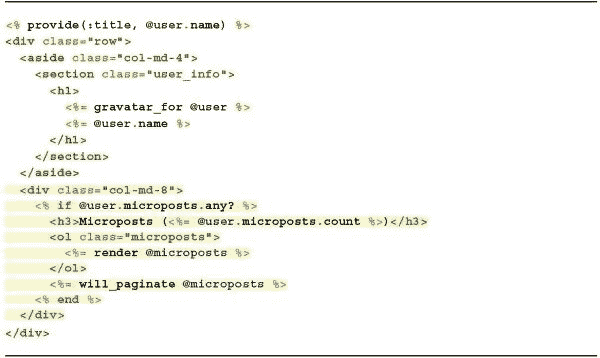 <% provide(:title, @user.name) %>
<div class="row">
  <aside class="col-md-4">
    <section class="user_info">
      <h1>
        <%= gravatar_for @user %>
        <%= @user.name %>
      </h1>
    </section>
  </aside>
  <div class="col-md-8">
    <% if @user.microposts.any? %>
      <h3>Microposts (<%= @user.microposts.count %>)</h3>
      <ol class="microposts">
        <%= render @microposts %>
      </ol>
      <%= will_paginate @microposts %>
    <% end %>
  </div>
</div>